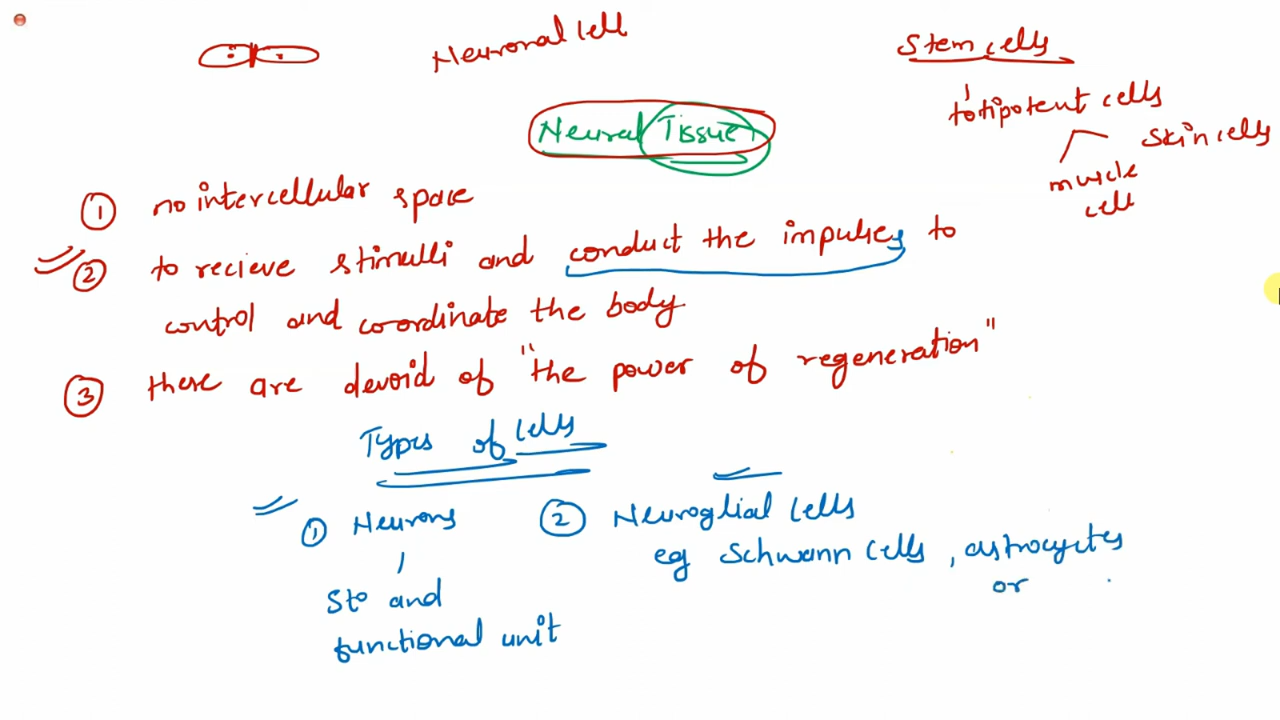 Neuronal cell
Stem cells
totipotent cells
muscle cell
skin cells
Neural Tissue
① no intercellular space
② to recieve stimulli and conduct the impulses to
control and coordinate the body
③ these are devoid of "the power of regeneration"
Types of cells
① Neurons
St° and
functional unit
② Neuroglial cells
eg Schwann cells, astrocytes
or